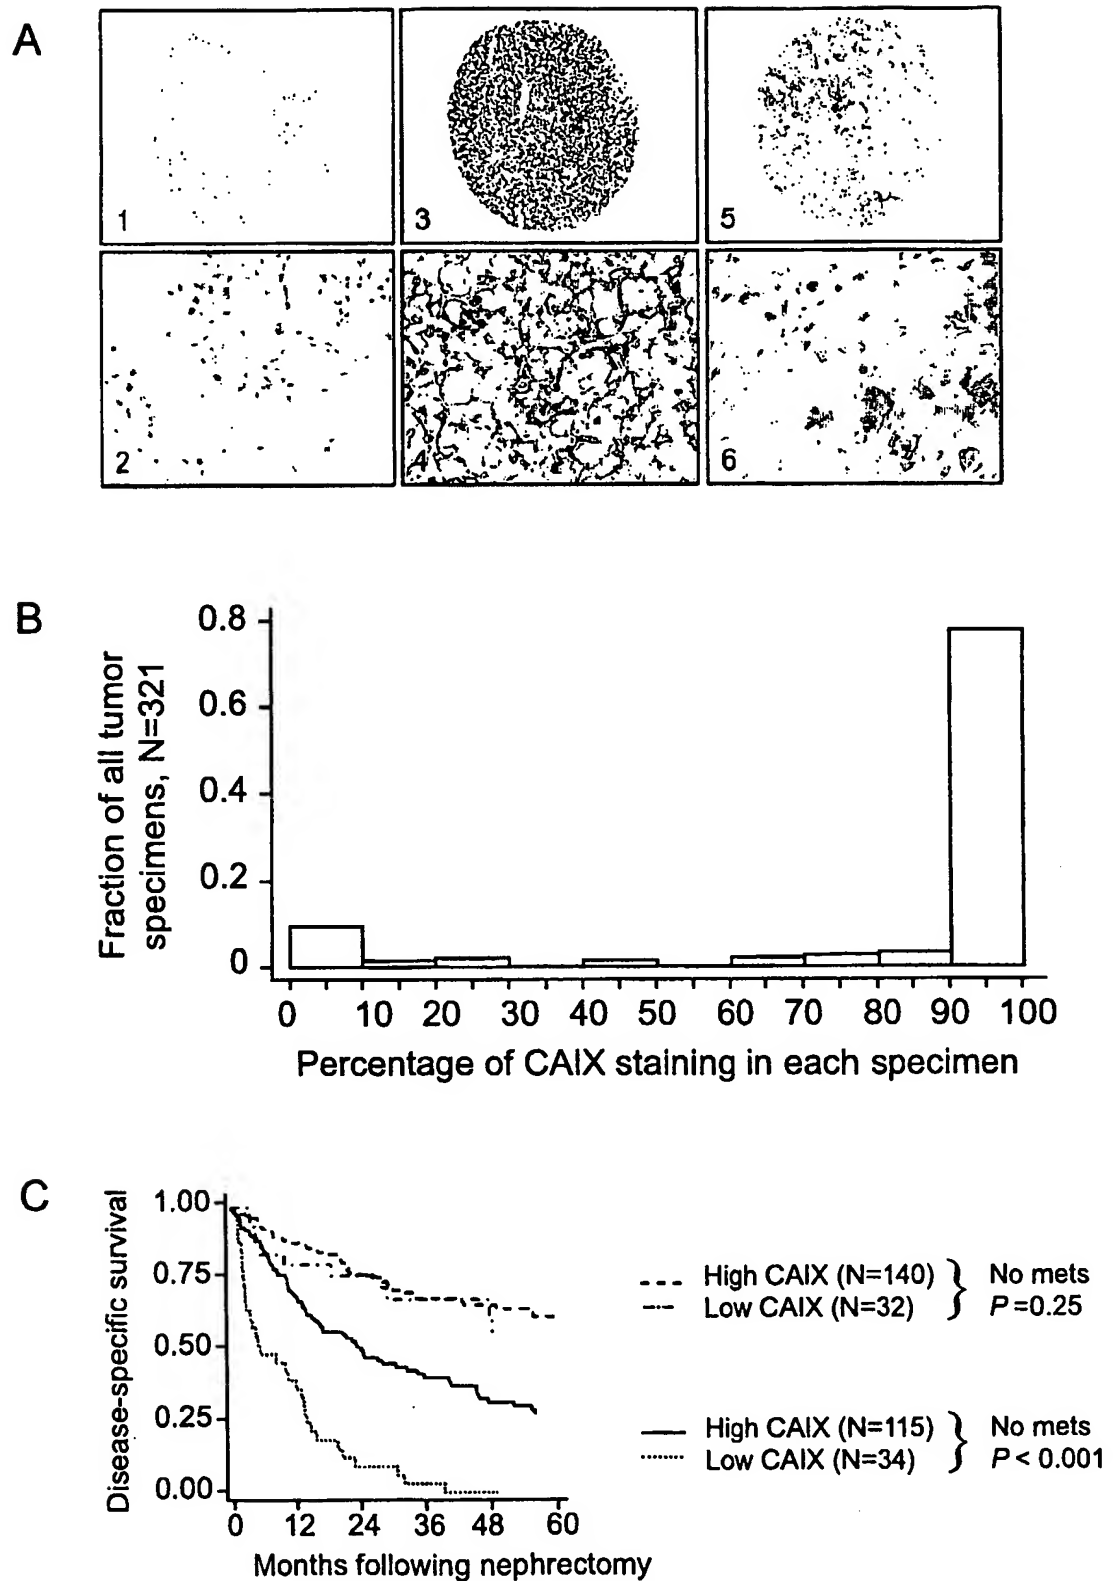 A
1
3
5
2
4
6
B
Fraction of all tumor
specimens, N=321
0.8
0.6
0.4
0.2
0
0 10 20 30 40 50 60 70 80 90 100
Percentage of CAIX staining in each specimen
C
Disease-specific survival
1.00
0.75
0.50
0.25
0.00
0 12 24 36 48 60
Months following nephrectomy
High CAIX (N=140)
Low CAIX (N=32)
} No mets
P=0.25
High CAIX (N=115)
Low CAIX (N=34)
} No mets
P< 0.001